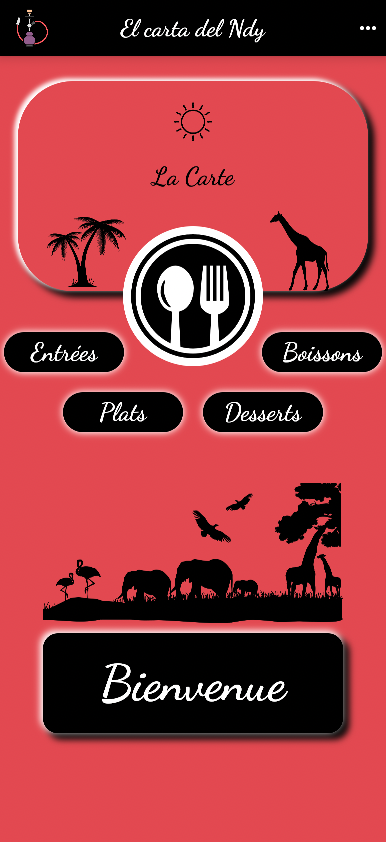 El carta del Ndy
La Carte
Entrées
Boissons
Plats
Desserts
Bienvenue